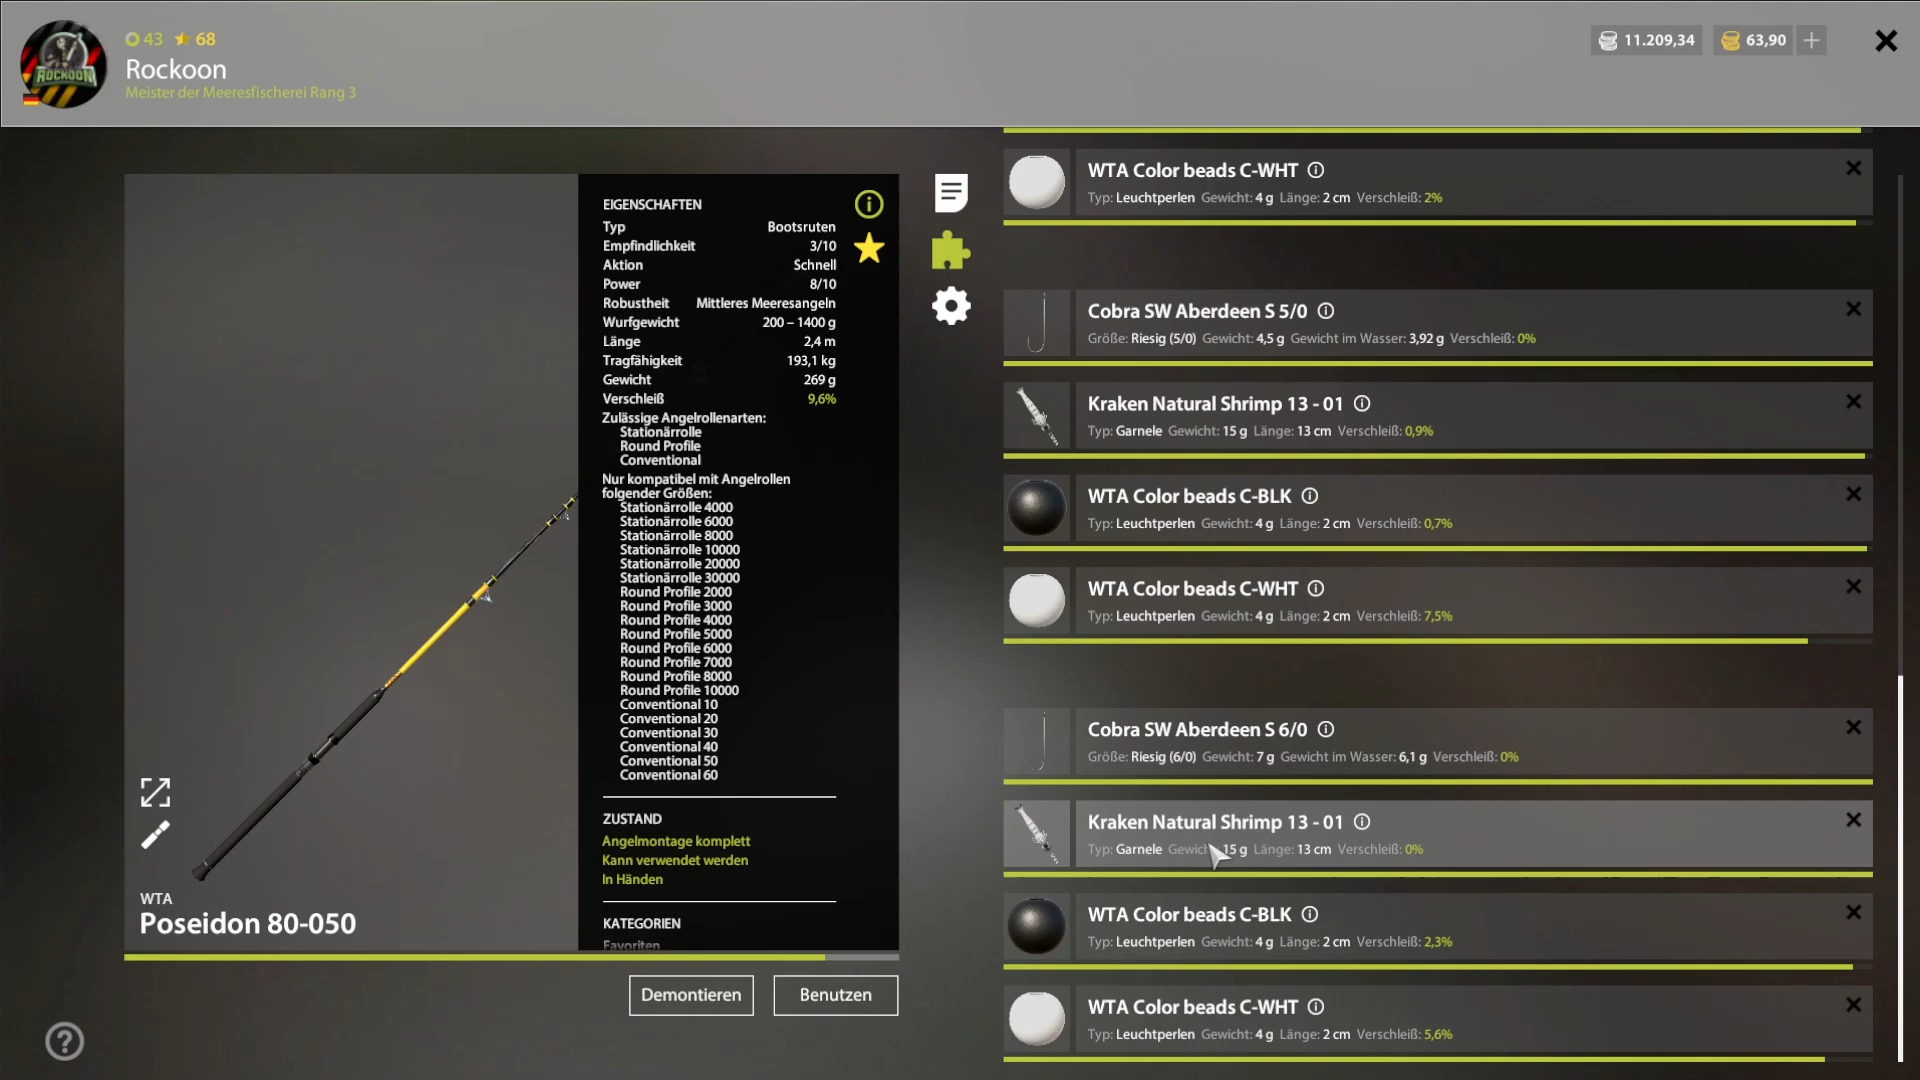 43 68
Rockoon
Meister der Meeresfischerei Rang 3
ROCKOON
11.209,34 63,90
EIGENSCHAFTEN
Typ Bootsruten
Empfindlichkeit 3/10
Aktion Schnell
Power 8/10
Robustheit Mittleres Meeresangeln
Wurfgewicht 200 – 1400 g
Länge 2,4 m
Tragfähigkeit 193,1 kg
Gewicht 269 g
Verschleiß 9,6%
Zulässige Angelrollenarten:
Stationärrolle
Round Profile
Conventional
Nur kompatibel mit Angelrollen
folgender Größen:
Stationärrolle 4000
Stationärrolle 6000
Stationärrolle 8000
Stationärrolle 10000
Stationärrolle 20000
Stationärrolle 30000
Round Profile 2000
Round Profile 3000
Round Profile 4000
Round Profile 5000
Round Profile 6000
Round Profile 7000
Round Profile 8000
Round Profile 10000
Conventional 10
Conventional 20
Conventional 30
Conventional 40
Conventional 50
Conventional 60
ZUSTAND
Angelmontage komplett
Kann verwendet werden
In Händen
KATEGORIEN
Favoriten
WTA
Poseidon 80-050
Demontieren Benutzen
WTA Color beads C-WHT
Typ: Leuchtperlen Gewicht: 4 g Länge: 2 cm Verschleiß: 2%
Cobra SW Aberdeen S 5/0
Größe: Riesig (5/0) Gewicht: 4,5 g Gewicht im Wasser: 3,92 g Verschleiß: 0%
Kraken Natural Shrimp 13 - 01
Typ: Garnele Gewicht: 15 g Länge: 13 cm Verschleiß: 0,9%
WTA Color beads C-BLK
Typ: Leuchtperlen Gewicht: 4 g Länge: 2 cm Verschleiß: 0,7%
WTA Color beads C-WHT
Typ: Leuchtperlen Gewicht: 4 g Länge: 2 cm Verschleiß: 7,5%
Cobra SW Aberdeen S 6/0
Größe: Riesig (6/0) Gewicht: 7 g Gewicht im Wasser: 6,1 g Verschleiß: 0%
Kraken Natural Shrimp 13 - 01
Typ: Garnele Gewicht: 15 g Länge: 13 cm Verschleiß: 0%
WTA Color beads C-BLK
Typ: Leuchtperlen Gewicht: 4 g Länge: 2 cm Verschleiß: 2,3%
WTA Color beads C-WHT
Typ: Leuchtperlen Gewicht: 4 g Länge: 2 cm Verschleiß: 5,6%